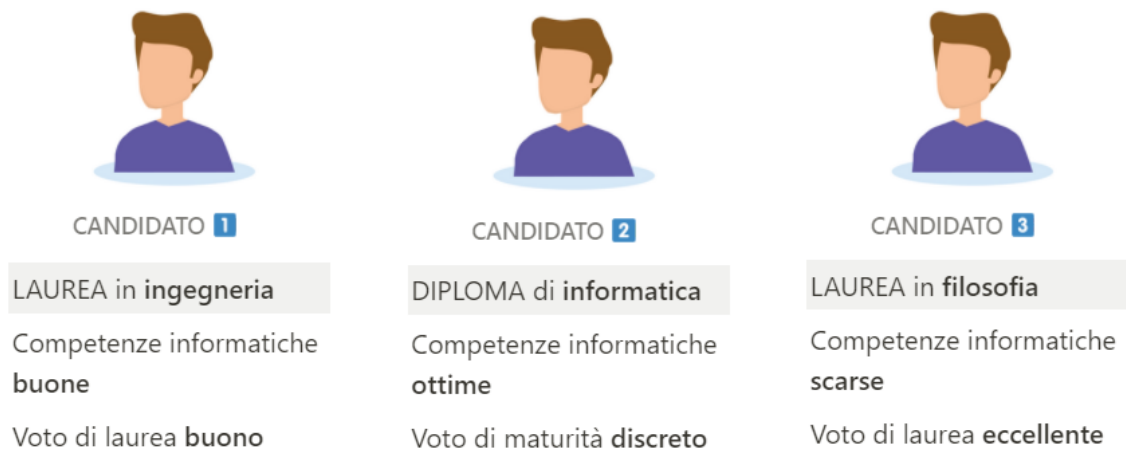 CANDIDATO 1
LAUREA in ingegneria
Competenze informatiche
buone
Voto di laurea buono
CANDIDATO 2
DIPLOMA di informatica
Competenze informatiche
ottime
Voto di maturità discreto
CANDIDATO 3
LAUREA in filosofia
Competenze informatiche
scarse
Voto di laurea eccellente